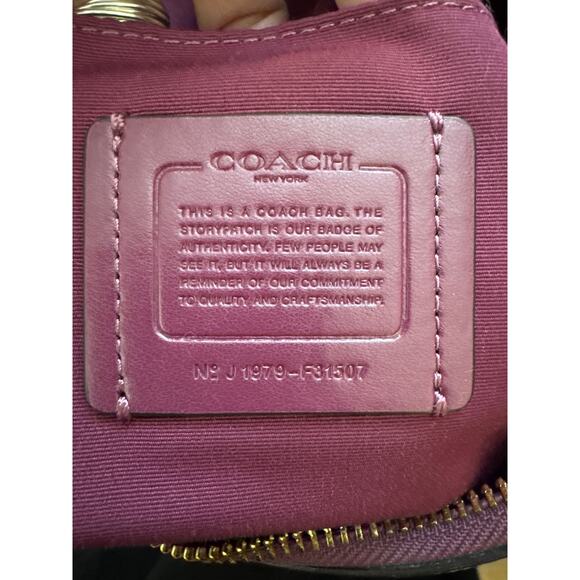 COACH
NEW YORK
THIS IS A COACH BAG. THE
STORYPATCH IS OUR BADGE OF
AUTHENTICITY. FEW PEOPLE MAY
SEE IT, BUT IT WILL ALWAYS BE A
REMINDER OF OUR COMMITMENT
TO QUALITY AND CRAFTSMANSHIP.
Nº J1979-F31507